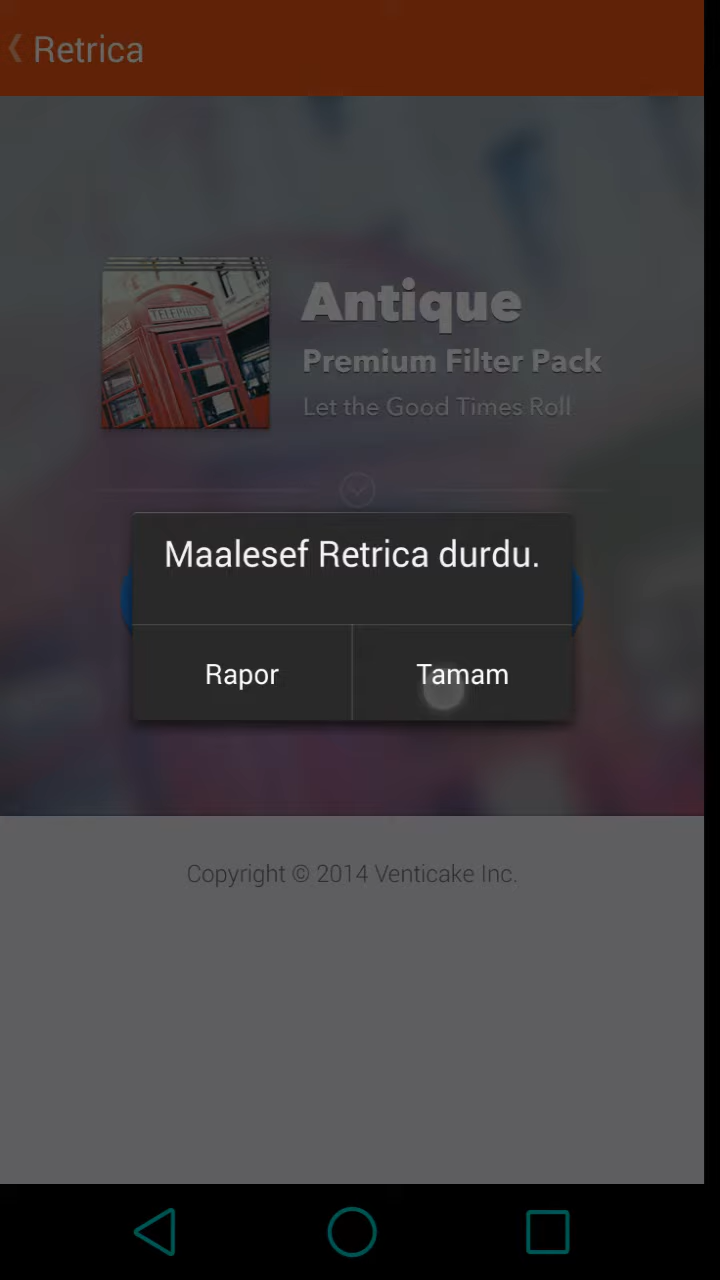 Retrica
TELEPHONE
Antique
Premium Filter Pack
Let the Good Times Roll
Maalesef Retrica durdu.
Rapor
Tamam
Copyright © 2014 Venticake Inc.